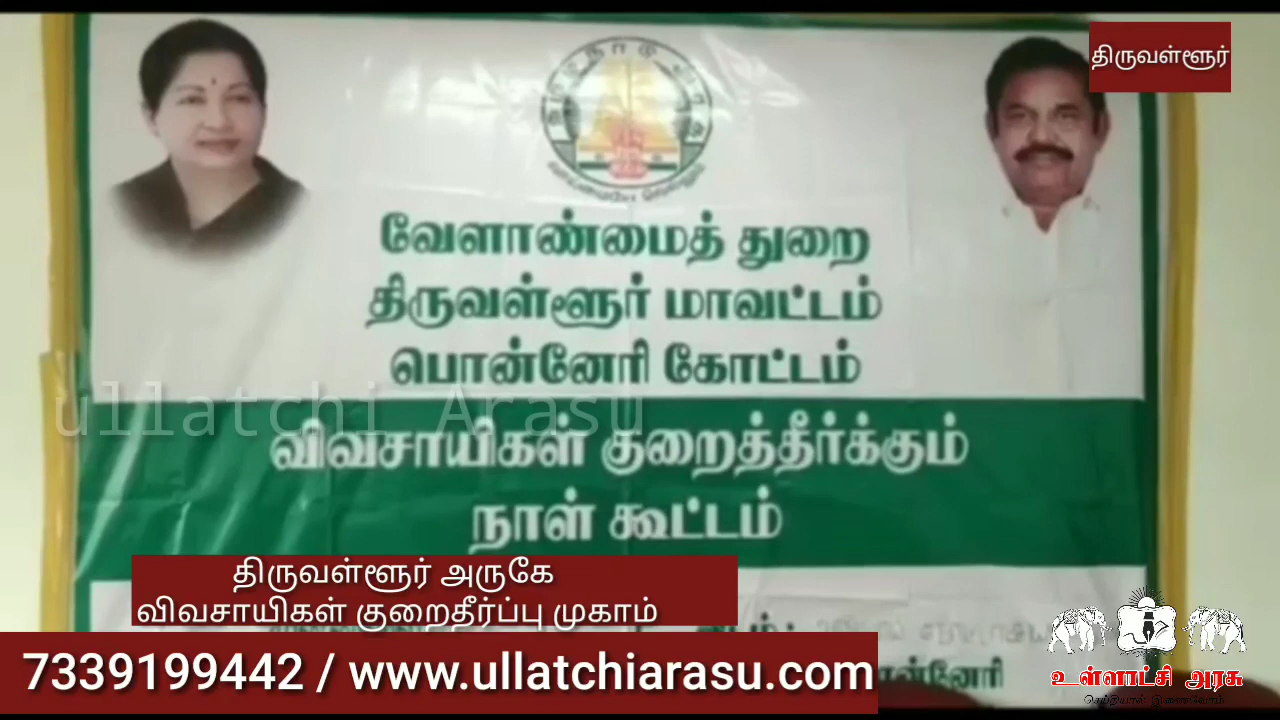 திருவள்ளூர்
வேளாண்மைத் துறை
திருவள்ளூர் மாவட்டம்
பொன்னேரி கோட்டம்
ullatchi Arasu
விவசாயிகள் குறைத்தீர்க்கும்
நாள் கூட்டம்
திருவள்ளூர் அருகே
விவசாயிகள் குறைதீர்ப்பு முகாம்
7339199442 / www.ullatchiarasu.com
உள்ளாட்சி அரசு
செய்தியால் இணைவோம்